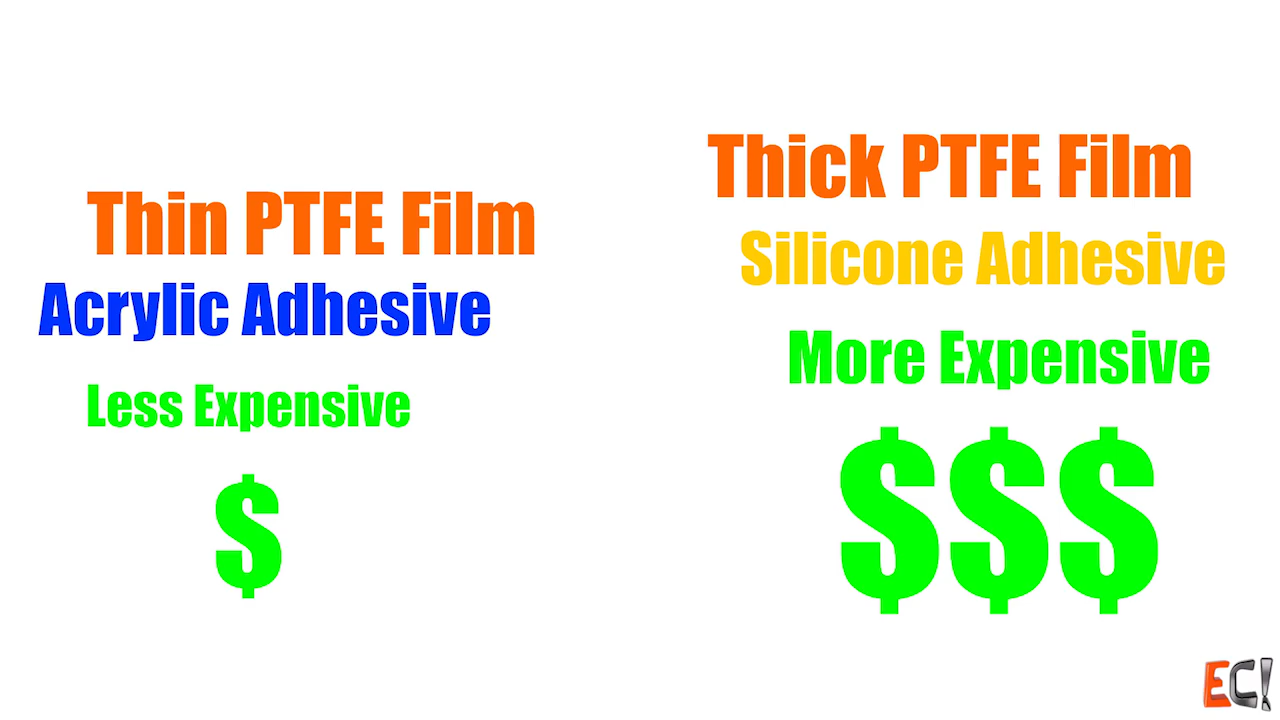 Thin PTFE Film
Acrylic Adhesive
Less Expensive
$
Thick PTFE Film
Silicone Adhesive
More Expensive
$$$
EC!